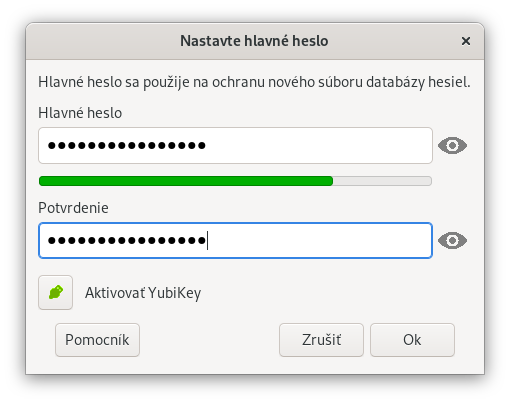 Nastavte hlavné heslo
Hlavné heslo sa použije na ochranu nového súboru databázy hesiel.
Hlavné heslo
●●●●●●●●●●●●●●●●
Potvrdenie
●●●●●●●●●●●●●●●●
Aktivovať YubiKey
Pomocník Zrušiť Ok